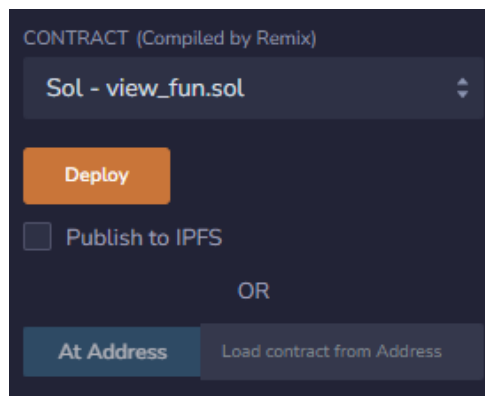 CONTRACT (Compiled by Remix)
Sol - view_fun.sol
Deploy
Publish to IPFS
OR
At Address Load contract from Address